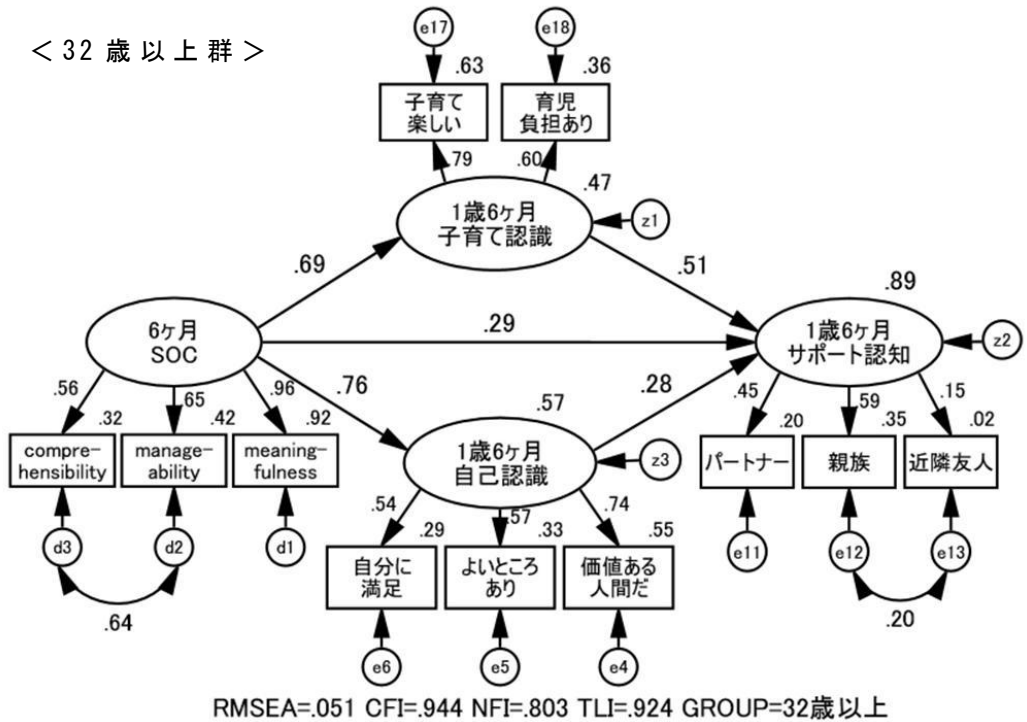 <32歳以上群>
e17
e18
.63
.36
子育て
楽しい
育児
負担あり
.79
.60
.47
1歳6ヶ月
子育て認識
z1
.69
.51
.89
6ヶ月
SOC
.29
1歳6ヶ月
サポート認知
z2
.56
.65
.96
.76
.28
.45
.59
.15
.32
.42
.92
.57
.20
.35
.02
compre-
hensibility
manage-
ability
meaning-
fulness
1歳6ヶ月
自己認識
z3
パートナー
親族
近隣友人
.54
.57
.74
.29
.33
.55
d3
d2
d1
e11
e12
e13
自分に
満足
よいところ
あり
価値ある
人間だ
.64
.20
e6
e5
e4
RMSEA=.051 CFI=.944 NFI=.803 TLI=.924 GROUP=32歳以上